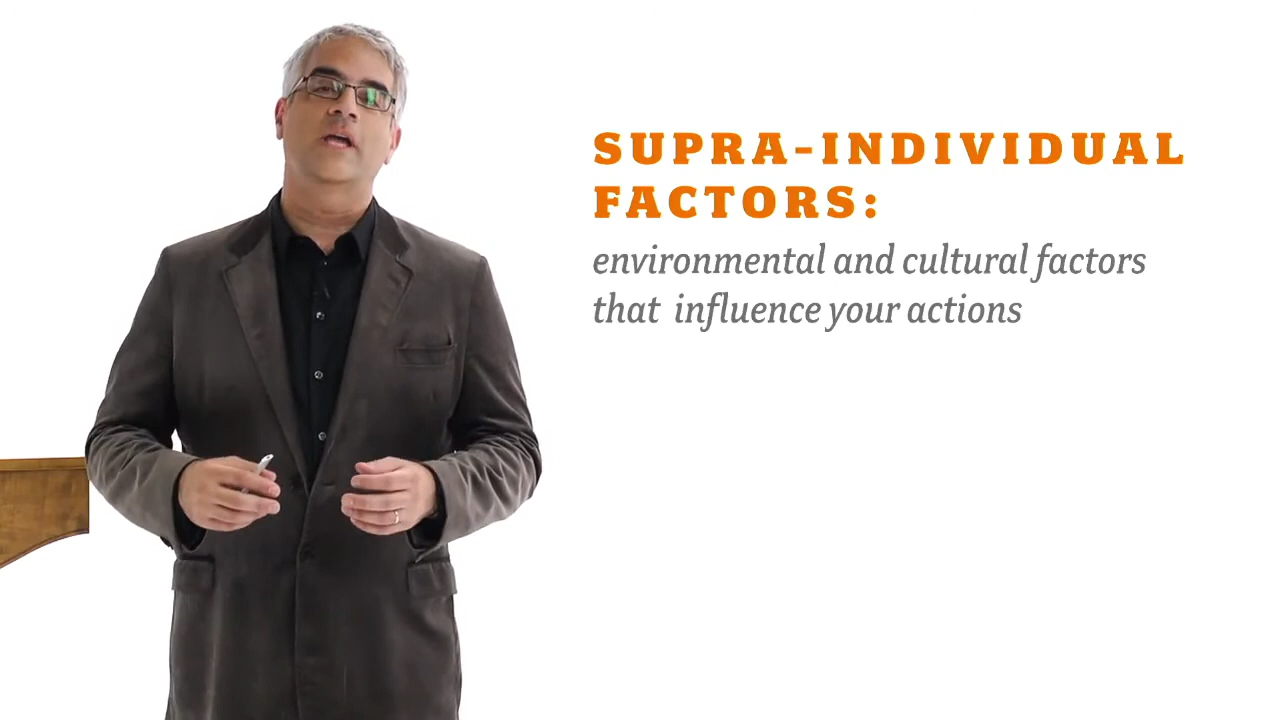 SUPRA-INDIVIDUAL
FACTORS:
environmental and cultural factors
that influence your actions